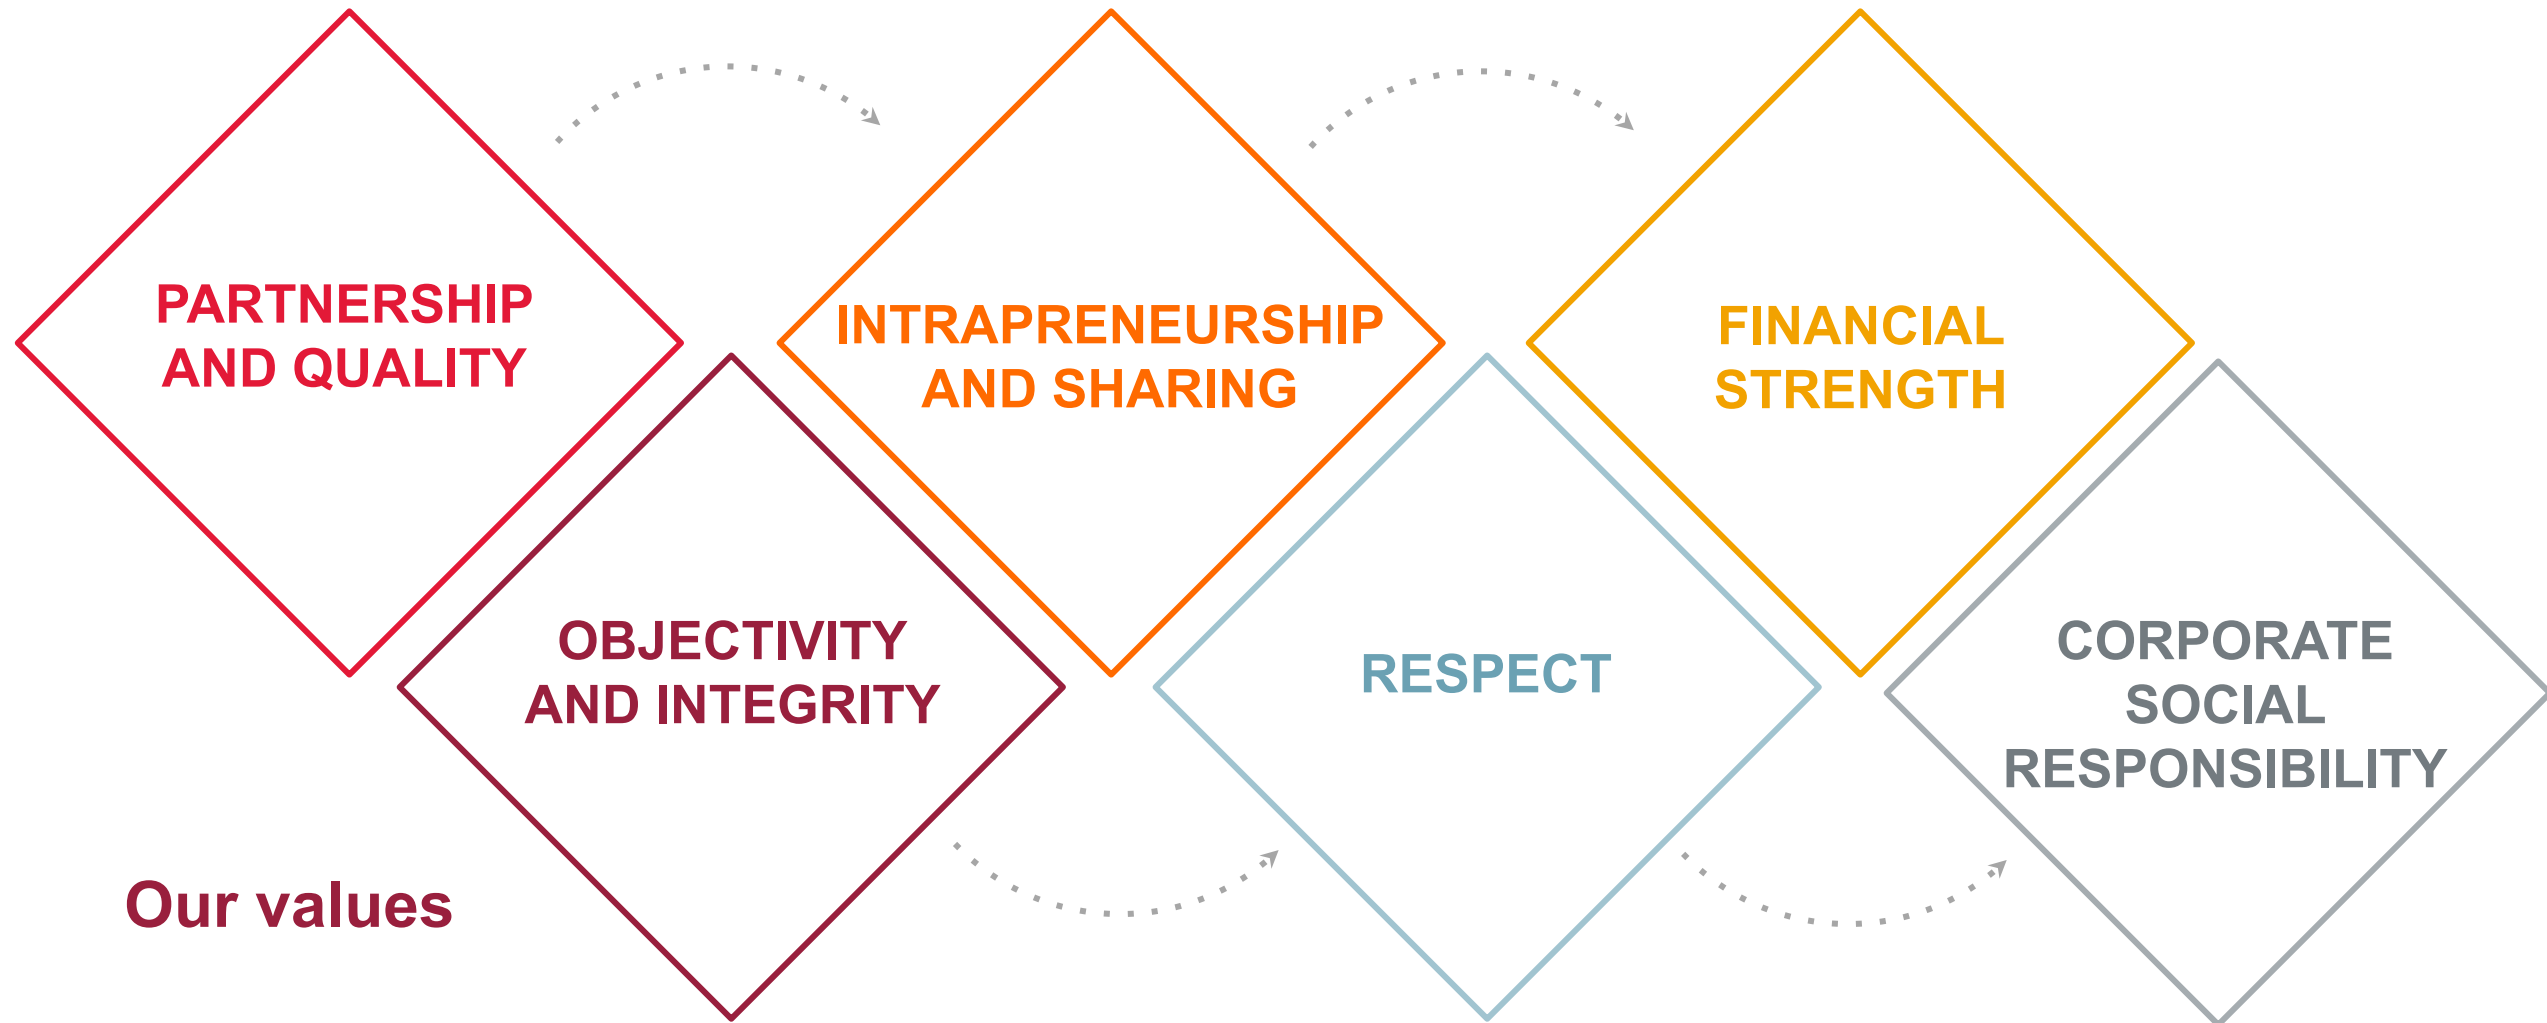 PARTNERSHIP
AND QUALITY
INTRAPRENEURSHIP
AND SHARING
FINANCIAL
STRENGTH
OBJECTIVITY
AND INTEGRITY
RESPECT
CORPORATE
SOCIAL
RESPONSIBILITY
Our values